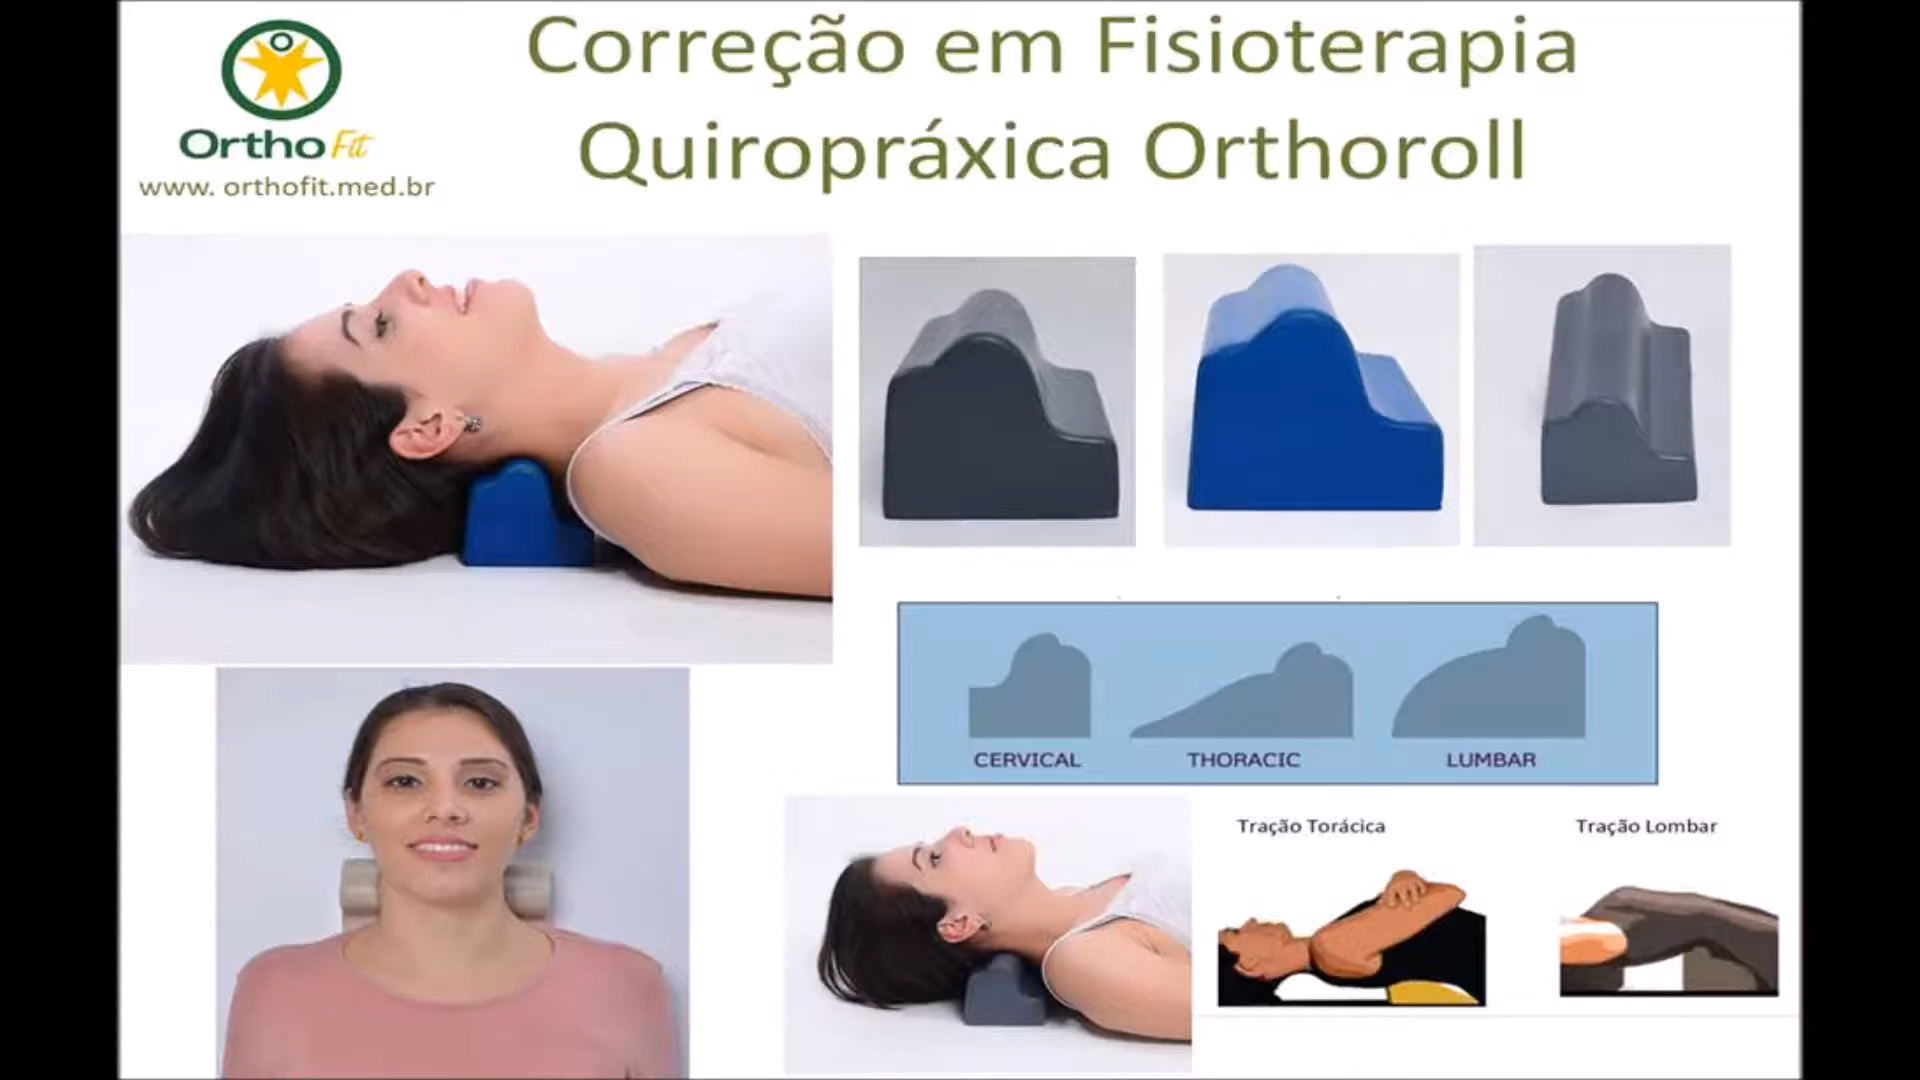 Correção em Fisioterapia
Quiropráxica Orthoroll
Ortho Fit
www. orthofit.med.br
CERVICAL
THORACIC
LUMBAR
Tração Torácica
Tração Lombar